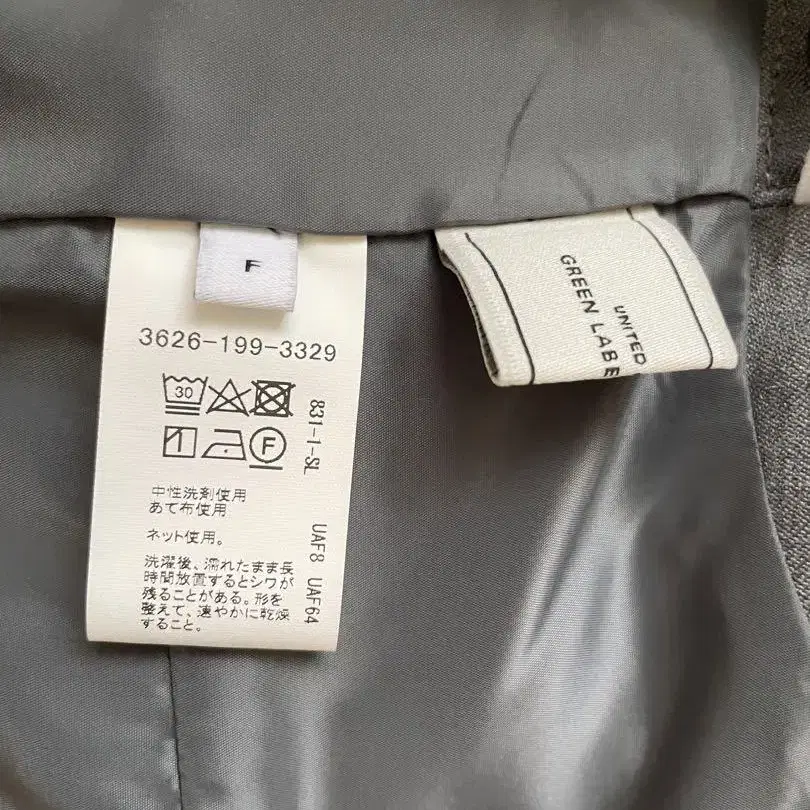 F
3626-199-3329
30
F
831-1-SL
中性洗剤使用
あて布使用
ネット使用。
洗濯後、濡れたまま長
時間放置するとシワが
残ることがある。形を
整えて、速やかに乾燥
すること。
UAF8 UAF64
UNITED
GREEN LABE